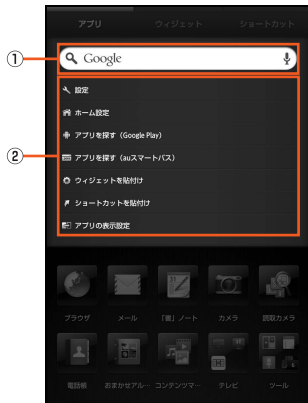 アプリ ウィジェット ショートカット
① Google
② 設定
ホーム設定
アプリを探す（Google Play）
アプリを探す（auスマートパス）
ウィジェットを貼付け
ショートカットを貼付け
アプリの表示設定
ブラウザ メール 「直」ノート カメラ 読取カメラ
電話帳 おまかせアル… コンテンツマ… テレビ ツール